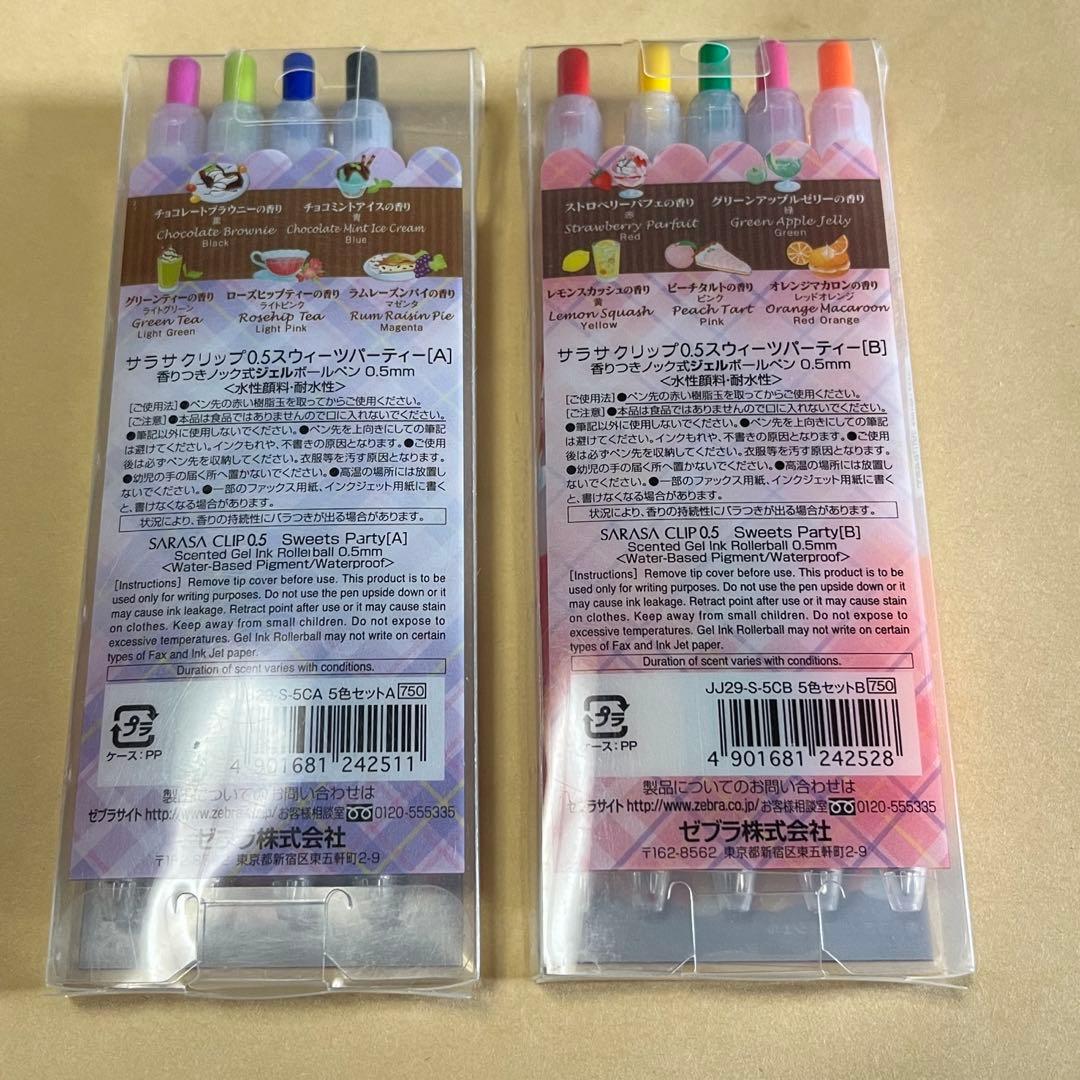 チョコレートブラウニーの香り
黒
Chocolate Brownie
Black
チョコミントアイスの香り
青
Chocolate Mint Ice Cream
Blue
グリーンティーの香り
ライトグリーン
Green Tea
Light Green
ローズヒップティーの香り
ライトピンク
Rosehip Tea
Light Pink
ラムレーズンパイの香り
マゼンタ
Rum Raisin Pie
Magenta
サラサクリップ0.5スウィーツパーティー[A]
香りつきノック式ジェルボールペン 0.5mm
<水性顔料・耐水性>
[ご使用法]●ペン先の赤い樹脂玉を取ってからご使用ください。
[ご注意]●本品は食品ではありませんので口に入れないでください。
●筆記以外に使用しないでください。●ペン先を上向きにしての筆記
は避けてください。インクもれや、不書きの原因となります。●ご使用
後は必ずペン先を収納してください。衣服等を汚す原因となります。
●幼児の手の届く所へ置かないでください。●高温の場所には放置し
ないでください。●一部のファックス用紙、インクジェット用紙に書く
と、書けなくなる場合があります。
状況により、香りの持続性にバラつきが出る場合があります。
SARASA CLIP 0.5 Sweets Party[A]
Scented Gel Ink Rollerball 0.5mm
<Water-Based Pigment/Waterproof>
[Instructions] Remove tip cover before use. This product is to be
used only for writing purposes. Do not use the pen upside down or it
may cause ink leakage. Retract point after use or it may cause stain
on clothes. Keep away from small children. Do not expose to
excessive temperatures. Gel Ink Rollerball may not write on certain
types of Fax and Ink Jet paper.
Duration of scent varies with conditions.
JJ29-S-5CA 5色セットA 750
プラ
ケース:PP
4 901681 242511
製品についてのお問い合わせは
ゼブラサイト http://www.zebra.co.jp/お客様相談室 0120-555335
ゼブラ株式会社
〒162-8562 東京都新宿区東五軒町2-9
ストロベリーパフェの香り
赤
Strawberry Parfait
Red
グリーンアップルゼリーの香り
緑
Green Apple Jelly
Green
レモンスカッシュの香り
黄
Lemon Squash
Yellow
ピーチタルトの香り
ピンク
Peach Tart
Pink
オレンジマカロンの香り
レッドオレンジ
Orange Macaroon
Red Orange
サラサクリップ0.5スウィーツパーティー[B]
香りつきノック式ジェルボールペン 0.5mm
<水性顔料・耐水性>
[ご使用法]●ペン先の赤い樹脂玉を取ってからご使用ください。
[ご注意]●本品は食品ではありませんので口に入れないでください。
●筆記以外に使用しないでください。●ペン先を上向きにしての筆記
は避けてください。インクもれや、不書きの原因となります。●ご使用
後は必ずペン先を収納してください。衣服等を汚す原因となります。
●幼児の手の届く所へ置かないでください。●高温の場所には放置し
ないでください。●一部のファックス用紙、インクジェット用紙に書く
と、書けなくなる場合があります。
状況により、香りの持続性にバラつきが出る場合があります。
SARASA CLIP 0.5 Sweets Party[B]
Scented Gel Ink Rollerball 0.5mm
<Water-Based Pigment/Waterproof>
[Instructions] Remove tip cover before use. This product is to be
used only for writing purposes. Do not use the pen upside down or it
may cause ink leakage. Retract point after use or it may cause stain
on clothes. Keep away from small children. Do not expose to
excessive temperatures. Gel Ink Rollerball may not write on certain
types of Fax and Ink Jet paper.
Duration of scent varies with conditions.
JJ29-S-5CB 5色セットB 750
プラ
ケース:PP
4 901681 242528
製品についてのお問い合わせは
ゼブラサイト http://www.zebra.co.jp/お客様相談室 0120-555335
ゼブラ株式会社
〒162-8562 東京都新宿区東五軒町2-9